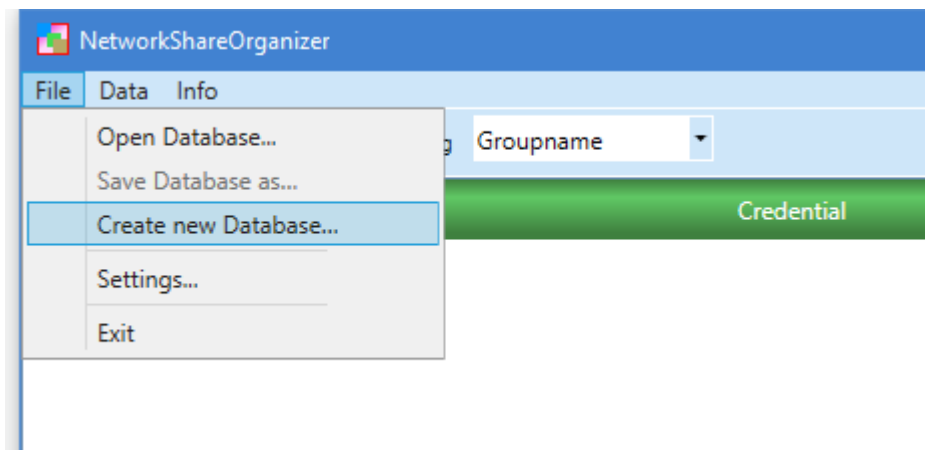 NetworkShareOrganizer
File Data Info
Open Database...
g Groupname
Save Database as...
Create new Database...
Credential
Settings...
Exit